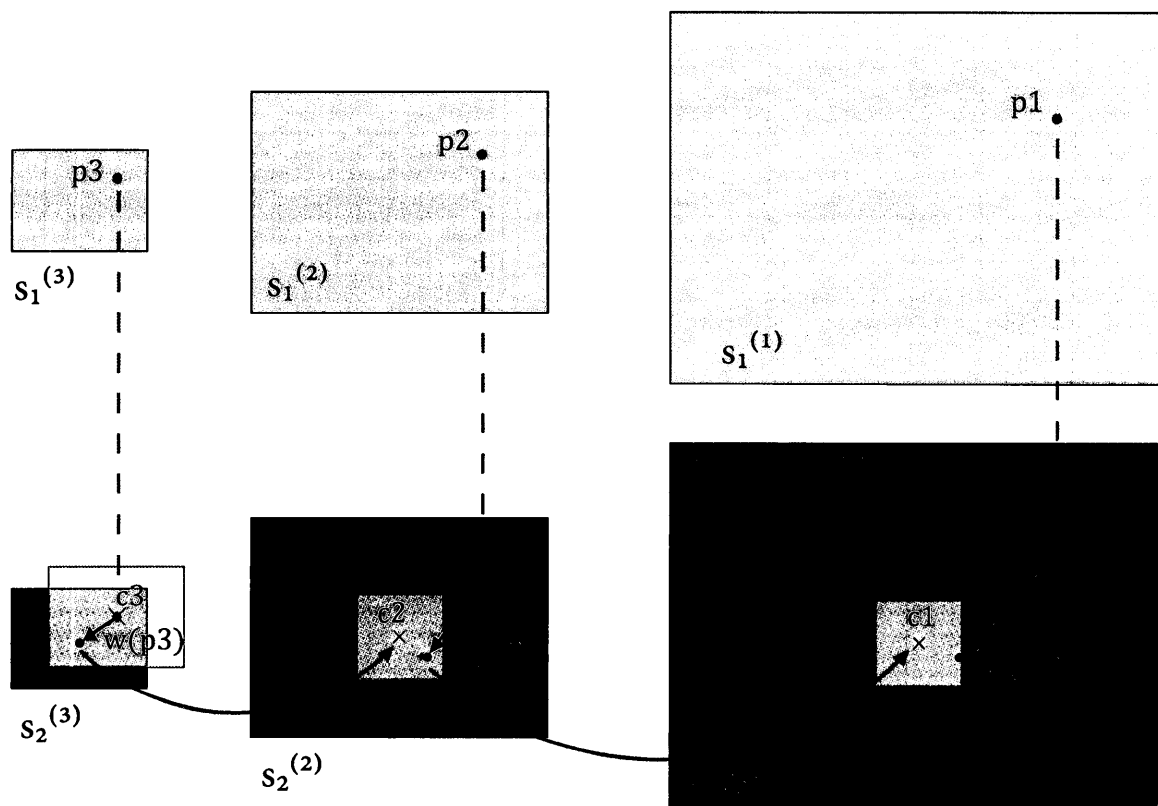 p1
p2
p3
s₁⁽³⁾
s₁⁽²⁾
s₁⁽¹⁾
c3
w(p3)
c2
c1
s₂⁽³⁾
s₂⁽²⁾